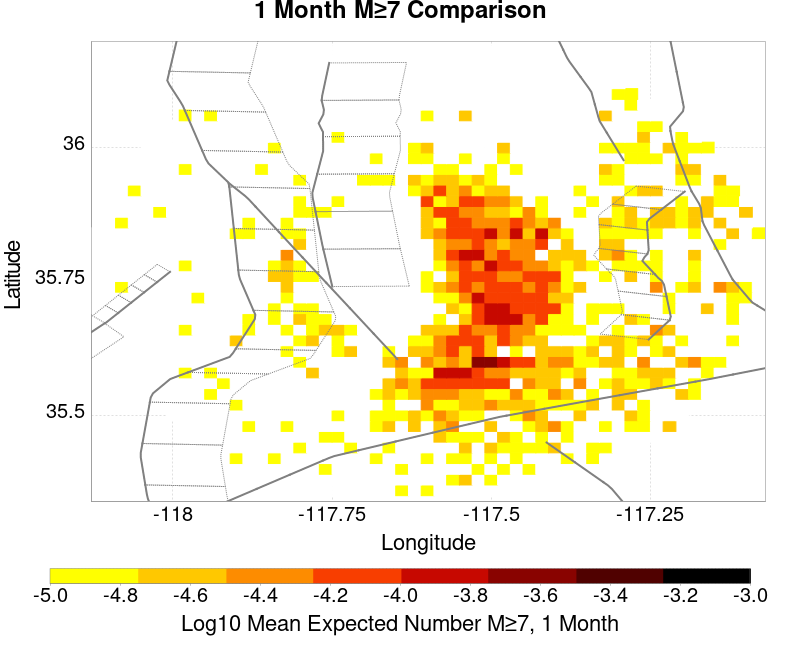 1 Month M≥7 Comparison
Latitude
36
35.75
35.5
-118 -117.75 -117.5 -117.25
Longitude
-5.0 -4.8 -4.6 -4.4 -4.2 -4.0 -3.8 -3.6 -3.4 -3.2 -3.0
Log10 Mean Expected Number M≥7, 1 Month